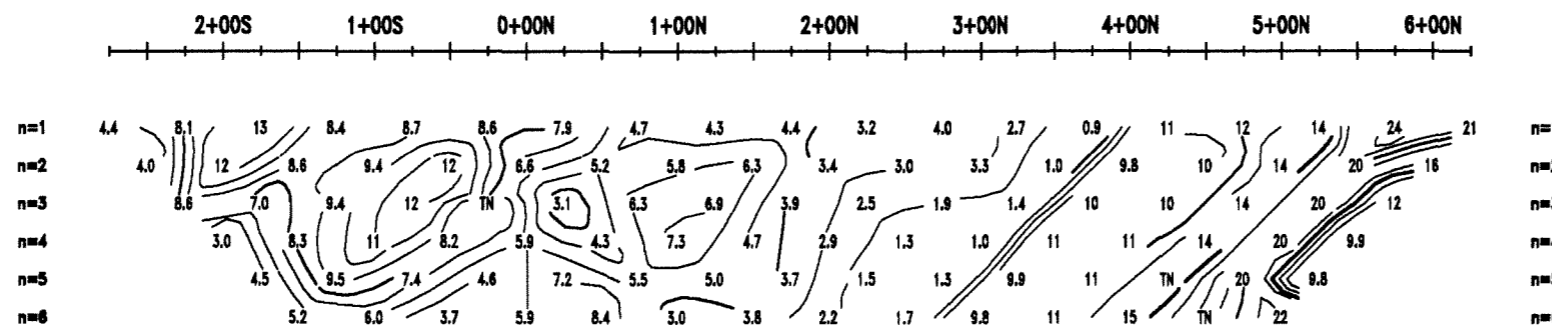 2+00S 1+00S 0+00N 1+00N 2+00N 3+00N 4+00N 5+00N 6+00N
n=1 4.4 8.1 13 8.4 8.7 8.6 7.9 4.7 4.3 4.4 3.2 4.0 2.7 0.9 11 12 14 24 21 n=
n=2 4.0 12 8.6 9.4 12 6.6 5.2 5.8 6.3 3.4 3.0 3.3 1.0 9.8 10 14 20 16 n=
n=3 8.6 7.0 9.4 12 TN 3.1 6.3 6.9 3.9 2.5 1.9 1.4 10 10 14 20 12 n=
n=4 3.0 8.3 11 8.2 5.9 4.3 7.3 4.7 2.9 1.3 1.0 11 11 14 20 9.9 n=
n=5 4.5 9.5 7.4 4.6 7.2 5.5 5.0 3.7 1.5 1.3 9.9 11 TN 20 9.8 n=
n=6 5.2 6.0 3.7 5.9 8.4 3.0 3.8 2.2 1.7 9.8 11 15 TN 22 n=